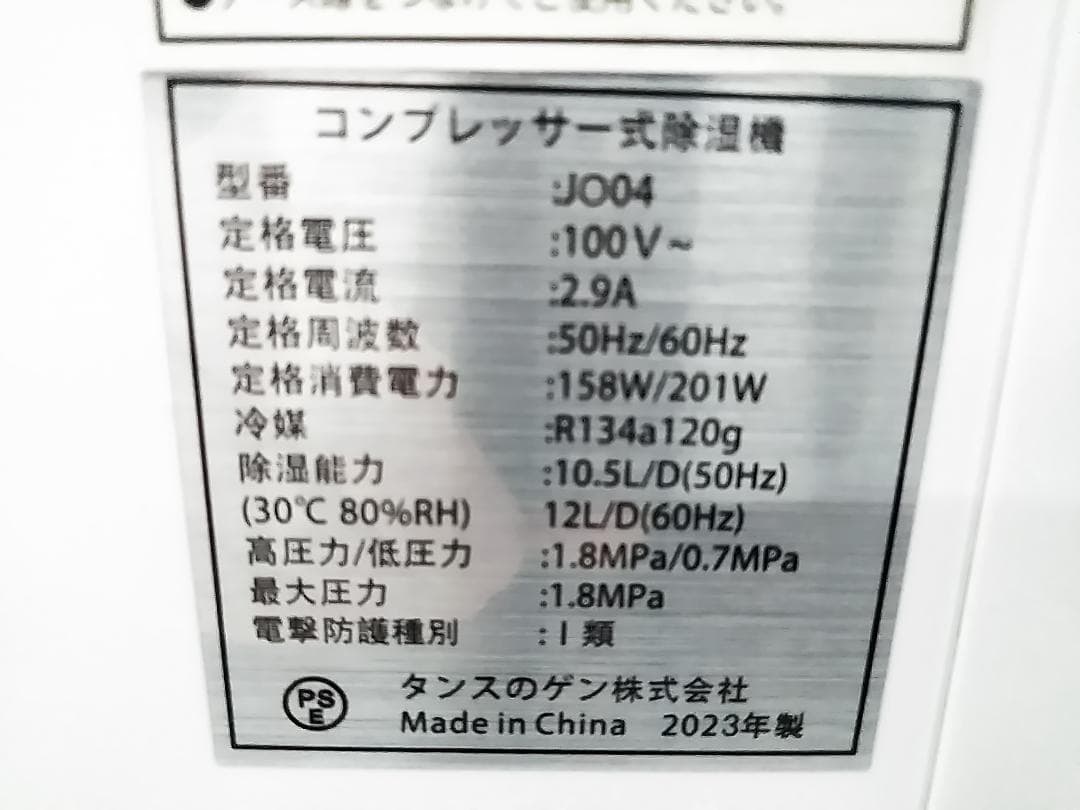 コンプレッサー式除湿機
型番 :JO04
定格電圧 :100V~
定格電流 :2.9A
定格周波数 :50Hz/60Hz
定格消費電力 :158W/201W
冷媒 :R134a120g
除湿能力 :10.5L/D(50Hz)
(30℃ 80%RH) 12L/D(60Hz)
高圧力/低圧力 :1.8MPa/0.7MPa
最大圧力 :1.8MPa
電撃防護種別 :I類
PSE タンスのゲン株式会社
Made in China 2023年製